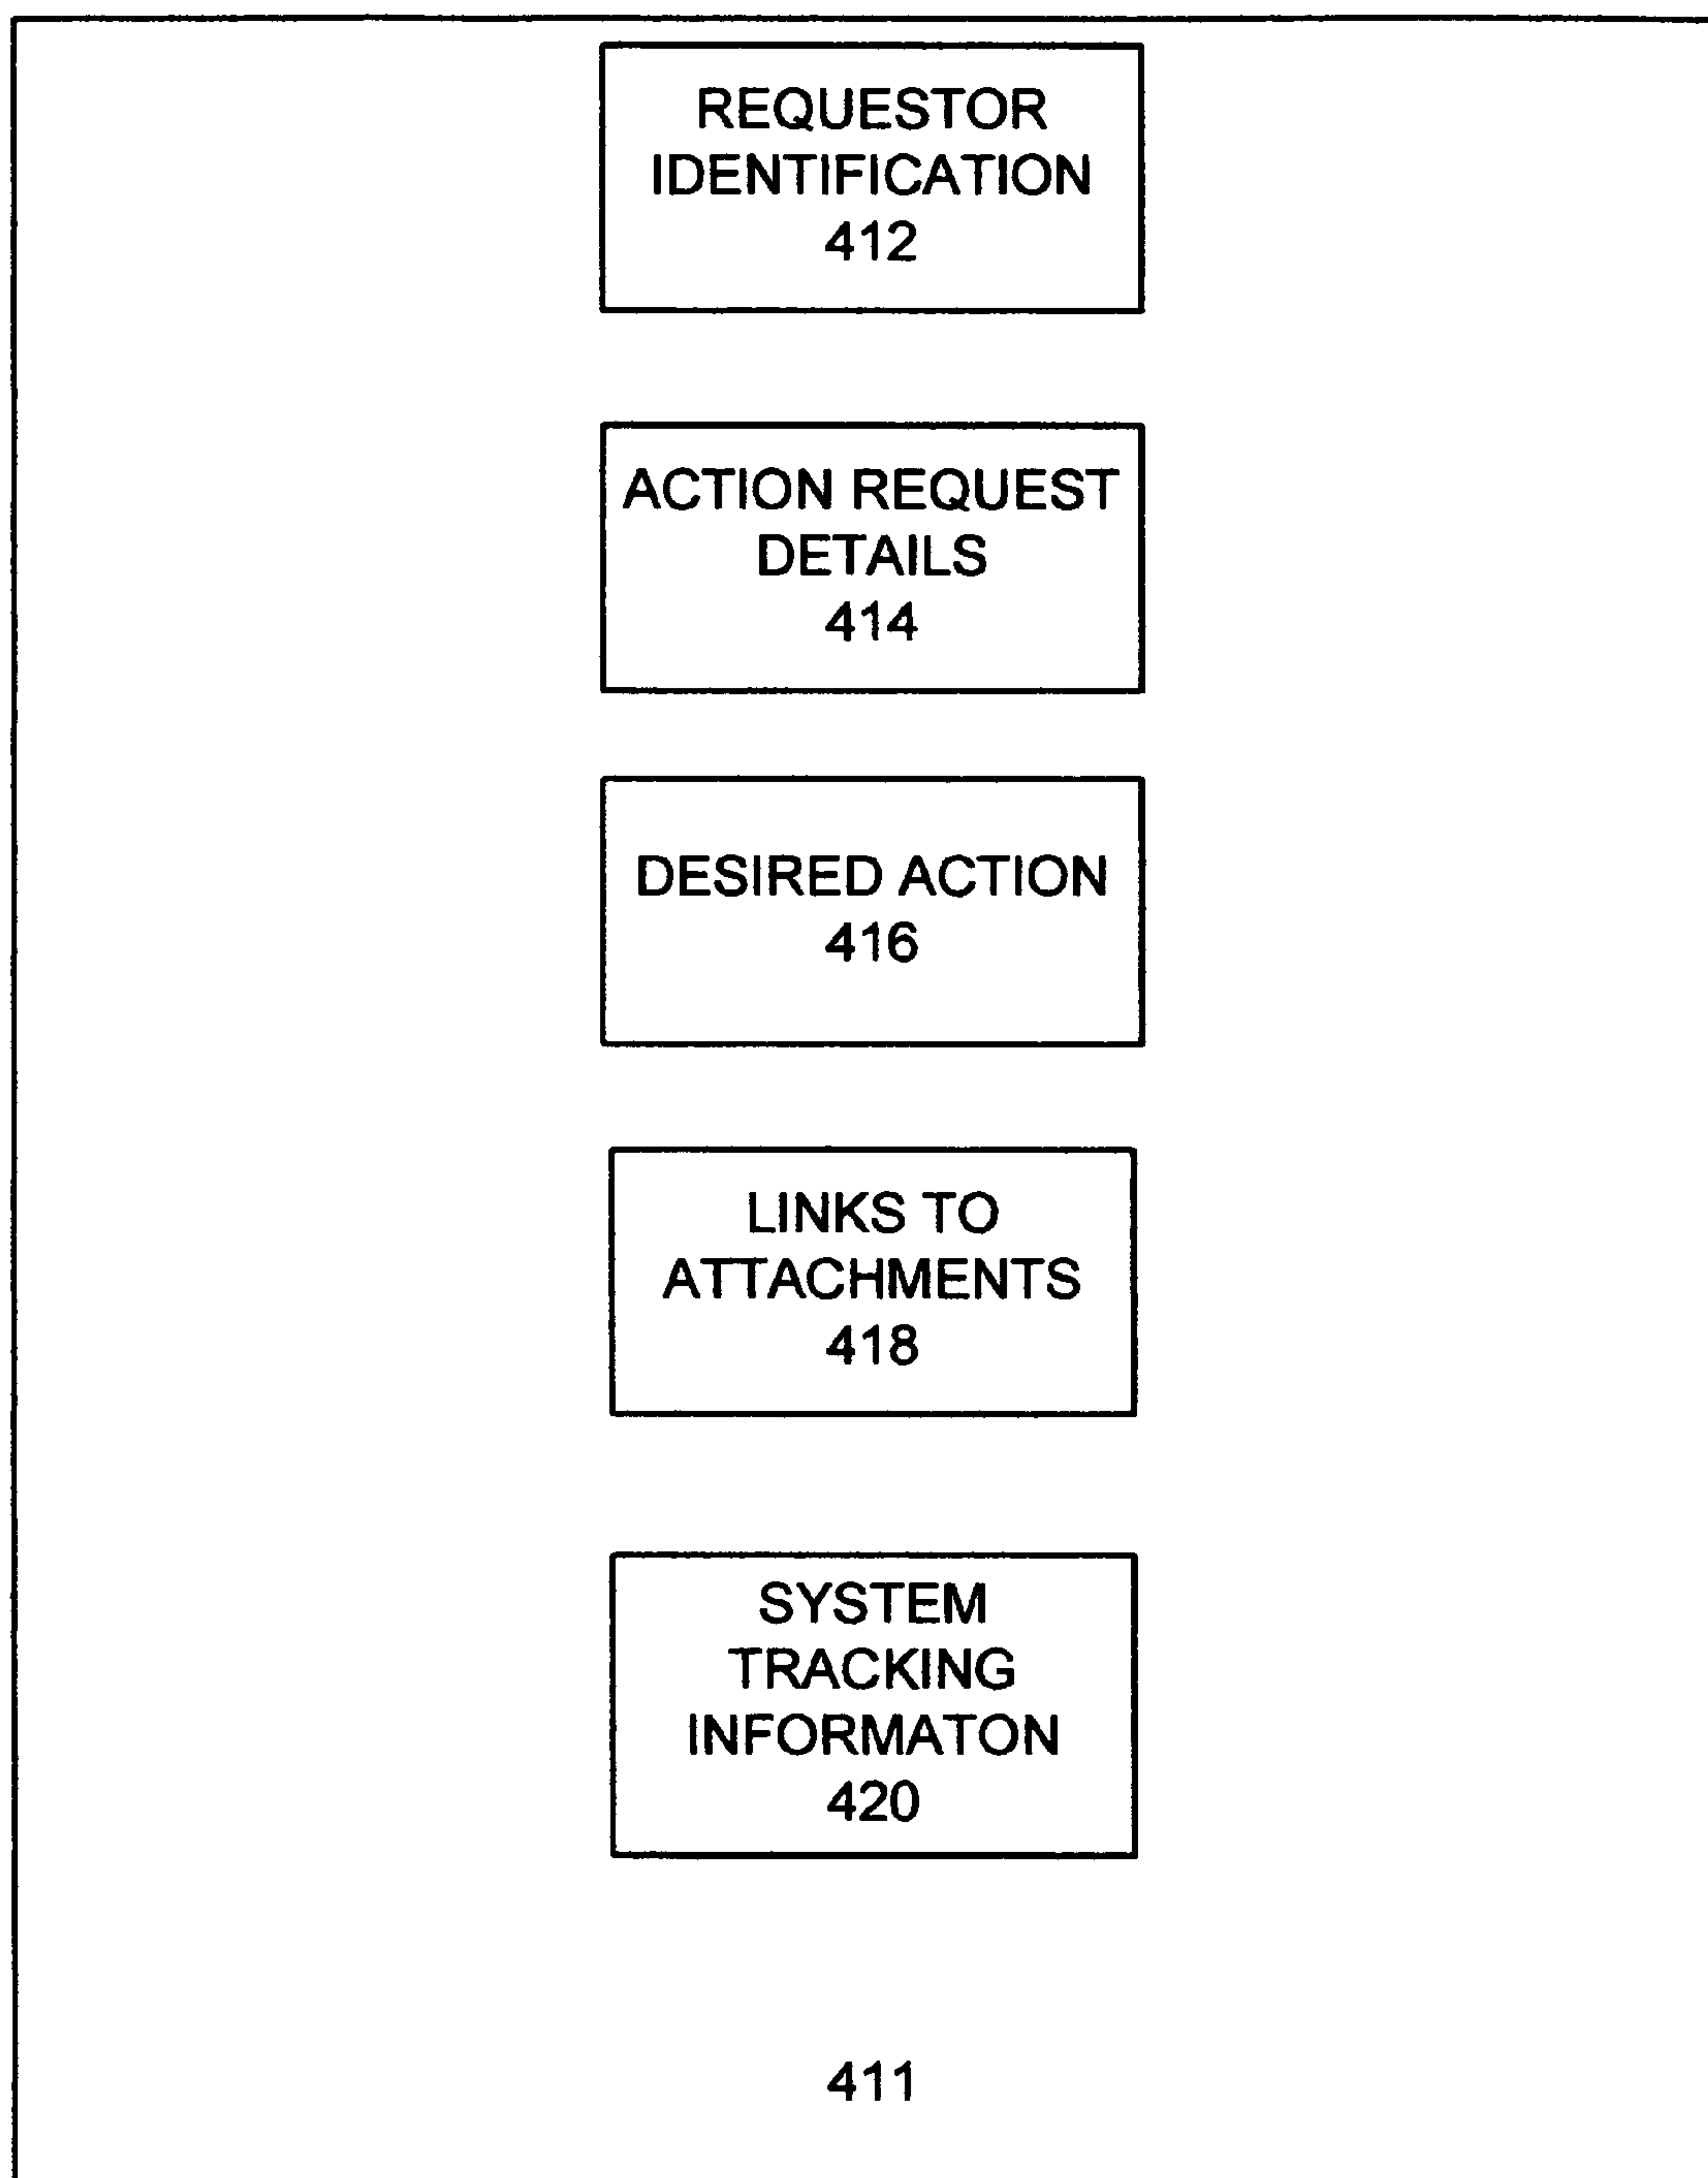 REQUESTOR
IDENTIFICATION
412
ACTION REQUEST
DETAILS
414
DESIRED ACTION
416
LINKS TO
ATTACHMENTS
418
SYSTEM
TRACKING
INFORMATON
420
411